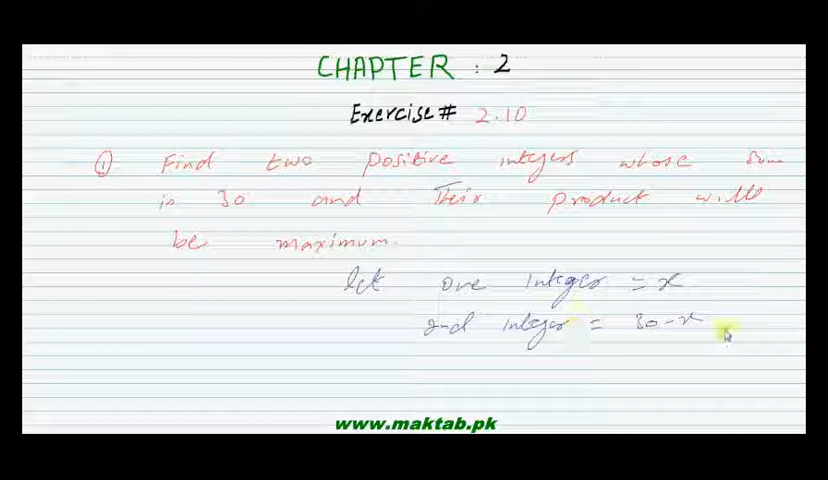 CHAPTER : 2
Exercise # 2.10
① Find two positive integers whose sum
is 30 and Their product will
be maximum.
let one integer = x
2nd integer = 30-x
www.maktab.pk